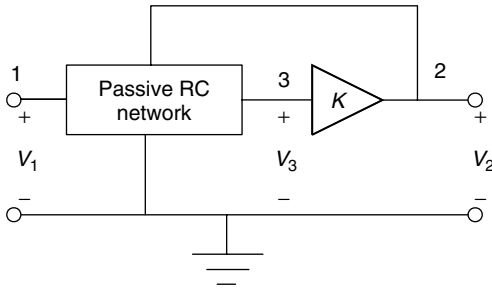 1
Passive RC
network
3
K
2
+
+
+
V1
V3
V2
−
−
−